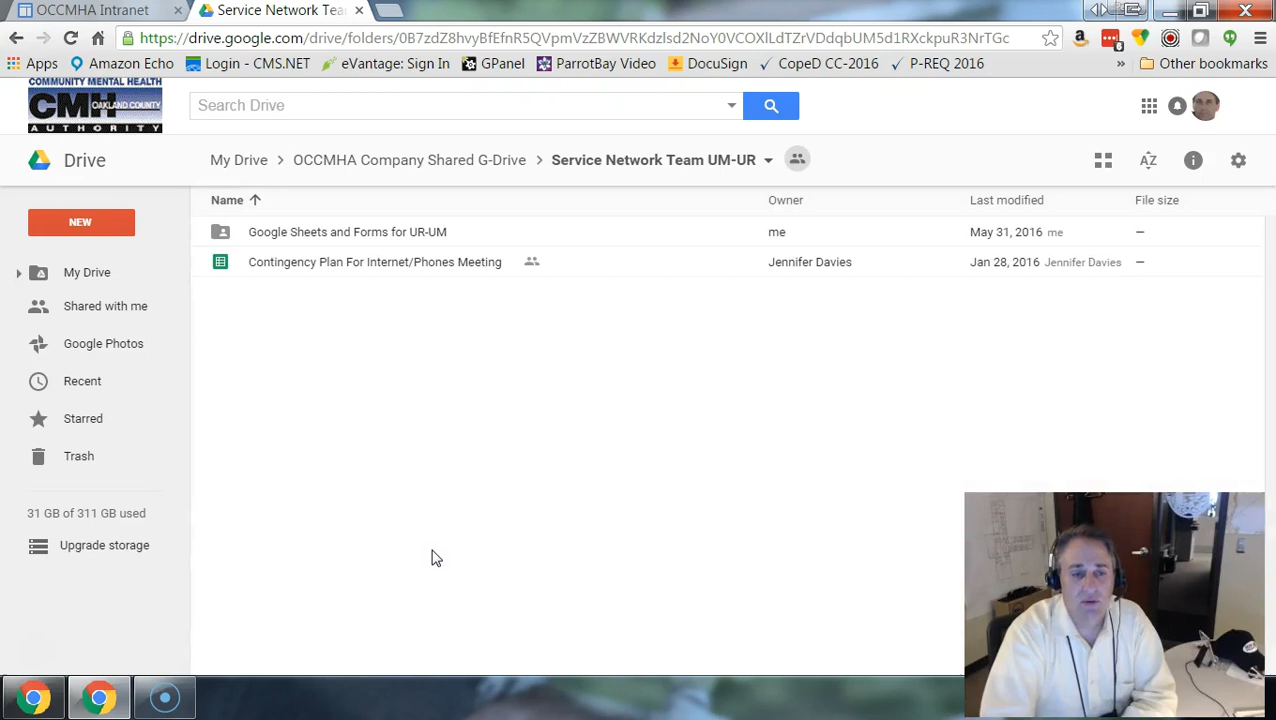 OCCMHA Intranet × Service Network Tea ×
https://drive.google.com/drive/folders/0B7zdZ8hvyBfEfnR5QVpmVzZBWVRKdzlsd2NoY0VCOXlLdTZrVDdqbUM5d1RXckpuR3NrTGc
6
Apps Amazon Echo Login - CMS.NET eVantage: Sign In GPanel ParrotBay Video DocuSign CopeD CC-2016 P-REQ 2016 » Other bookmarks
COMMUNITY MENTAL HEALTH
CMH OAKLAND COUNTY
AUTHORITY
Search Drive
Drive My Drive > OCCMHA Company Shared G-Drive > Service Network Team UM-UR
AZ
Name Owner Last modified File size
NEW
Google Sheets and Forms for UR-UM me May 31, 2016 me –
Contingency Plan For Internet/Phones Meeting Jennifer Davies Jan 28, 2016 Jennifer Davies –
My Drive
Shared with me
Google Photos
Recent
Starred
Trash
31 GB of 311 GB used
Upgrade storage